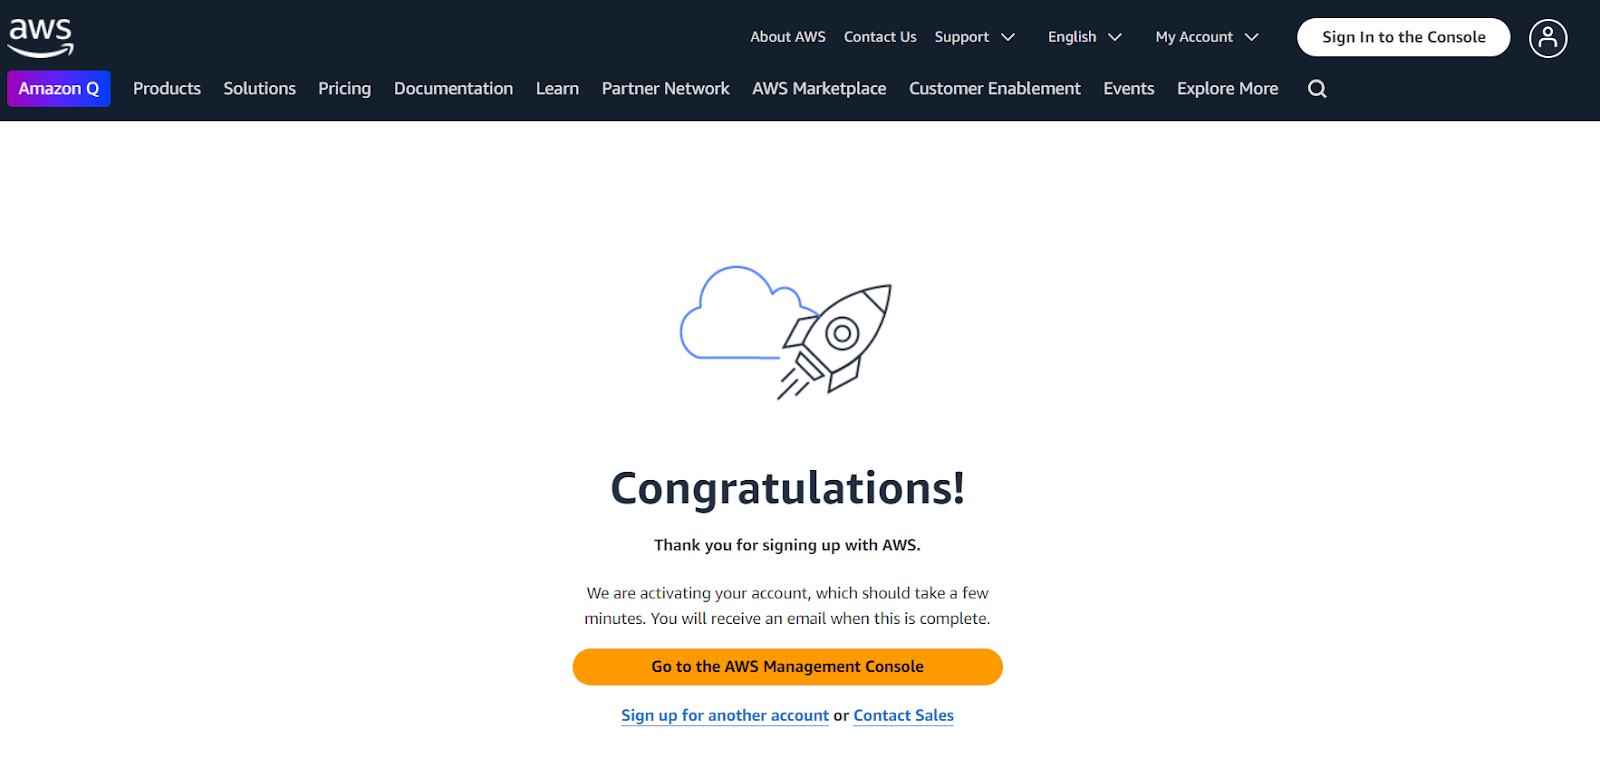 aws
About AWS Contact Us Support English My Account Sign In to the Console
Amazon Q Products Solutions Pricing Documentation Learn Partner Network AWS Marketplace Customer Enablement Events Explore More
Congratulations!
Thank you for signing up with AWS.
We are activating your account, which should take a few
minutes. You will receive an email when this is complete.
Go to the AWS Management Console
Sign up for another account or Contact Sales